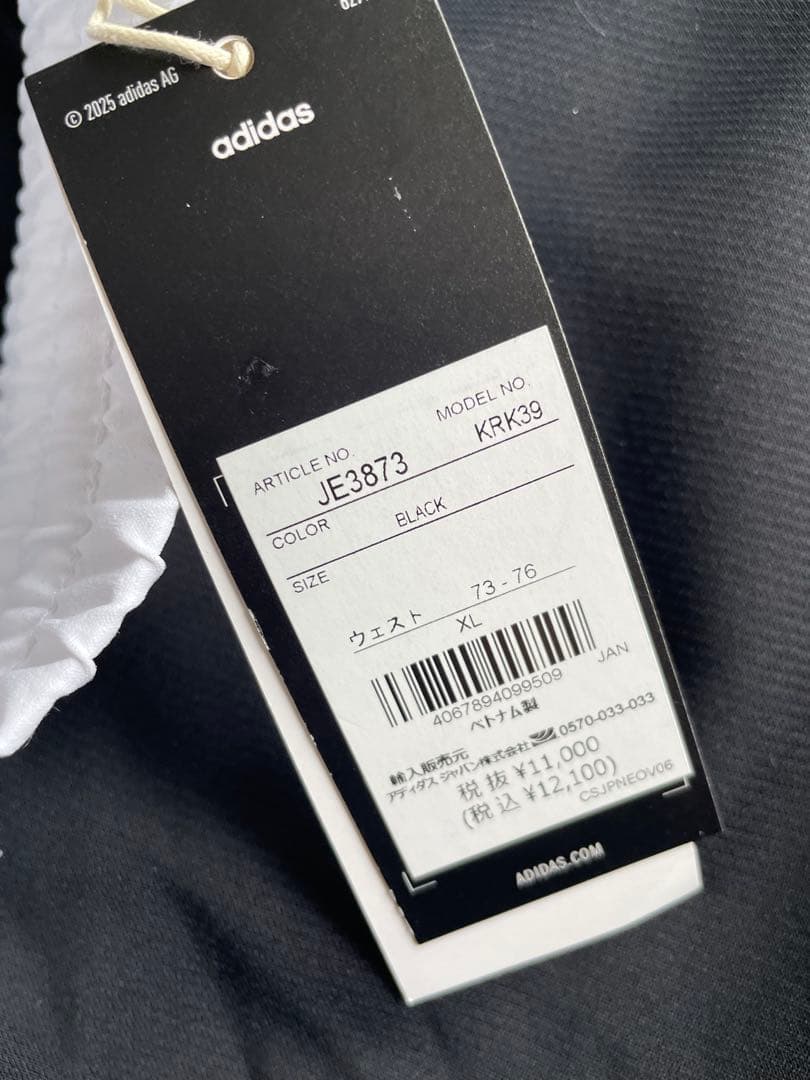 © 2025 adidas AG
adidas
ARTICLE NO.
MODEL NO.
JE3873
KRK39
COLOR
BLACK
SIZE
ウェスト 73 - 76
XL
4067894099509
JAN
ベトナム製
輸入販売元
アディダス ジャパン株式会社 0570-033-033
税 抜 ¥11,000
(税 込 ¥12,100)
CSJPNEOV06
ADIDAS.COM